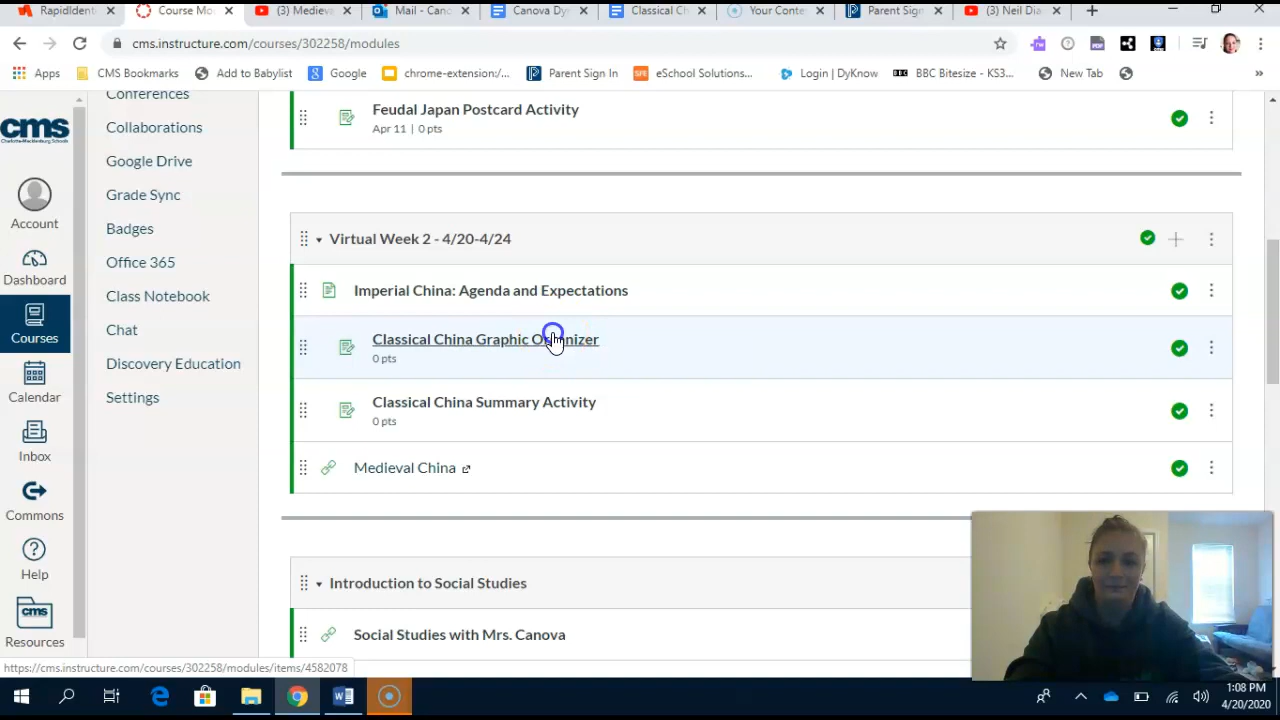 RapidIdent
Course Mo
(3) Mediev
Mail - Cano
Canova Dy
Classical Ch
Your Conte
Parent Sign
(3) Neil Dia
cms.instructure.com/courses/302258/modules
Apps
CMS Bookmarks
Add to Babylist
Google
chrome-extension:/...
Parent Sign In
eSchool Solutions...
Login | DyKnow
BBC
BBC Bitesize - KS3...
New Tab
»
cms
Charlotte-Mecklenburg Schools
Account
Dashboard
Courses
Calendar
Inbox
Commons
Help
cms
Resources
Conferences
Collaborations
Google Drive
Grade Sync
Badges
Office 365
Class Notebook
Chat
Discovery Education
Settings
Feudal Japan Postcard Activity
Apr 11 | 0 pts
Virtual Week 2 - 4/20-4/24
Imperial China: Agenda and Expectations
Classical China Graphic Organizer
0 pts
Classical China Summary Activity
0 pts
Medieval China
Introduction to Social Studies
Social Studies with Mrs. Canova
https://cms.instructure.com/courses/302258/modules/items/4582078
1:08 PM
4/20/2020